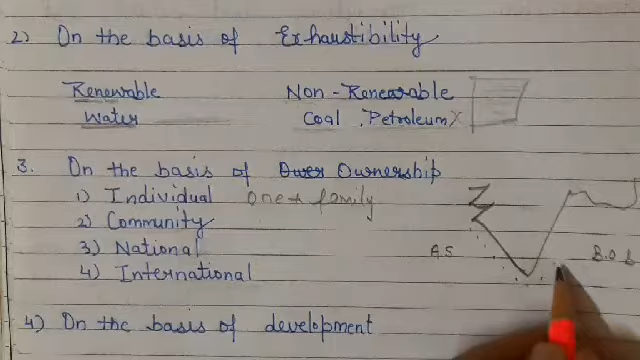 2) On the basis of Exhaustibility
Renewable Non-Renewable
Water Coal, Petroleum X
3. On the basis of Ownership
1) Individual One + family
2) Community
3) National
A.S B.O.b
4) International
4) On the basis of development